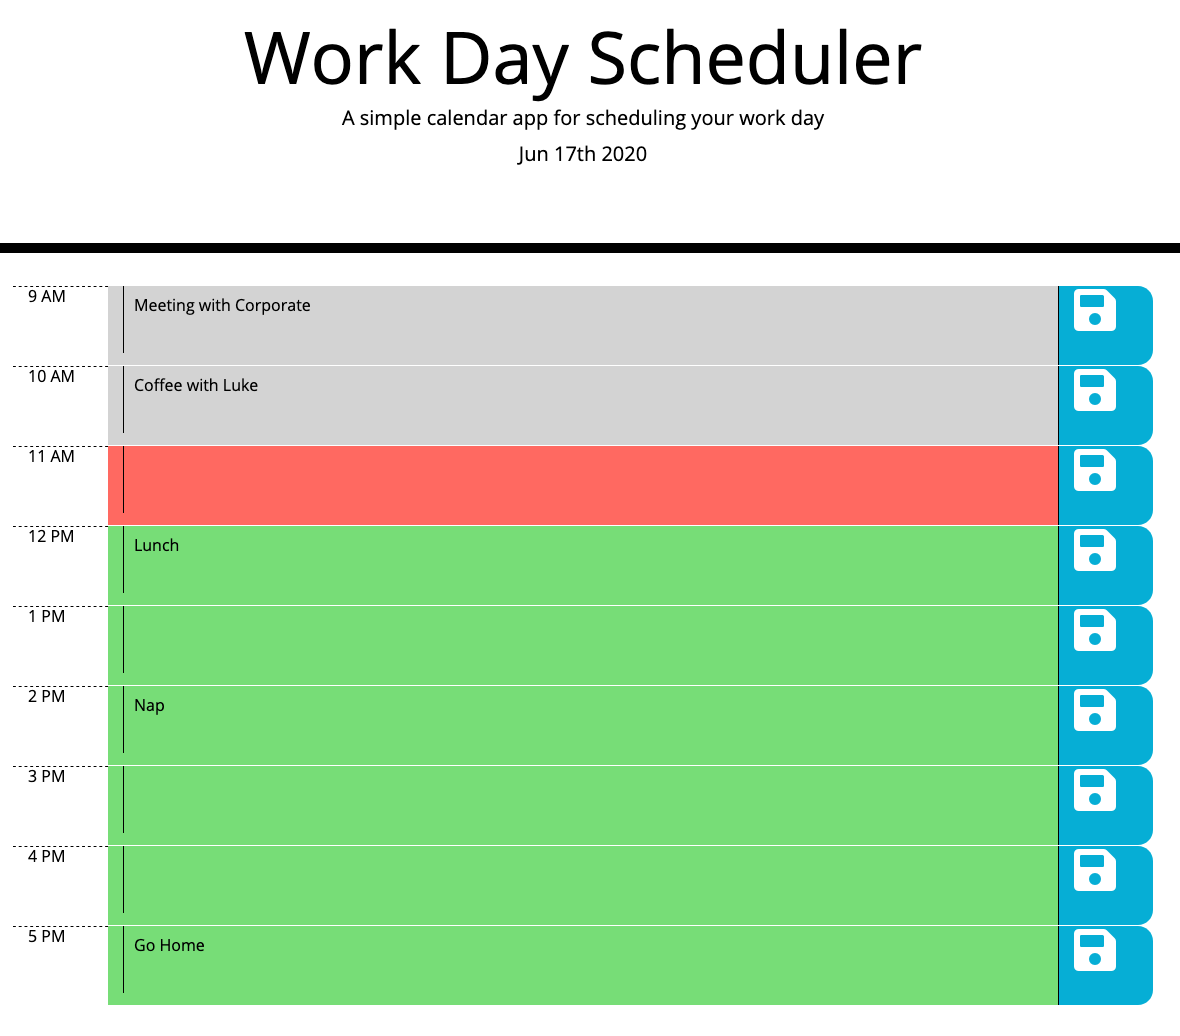 Work Day Scheduler
A simple calendar app for scheduling your work day
Jun 17th 2020
9 AM
Meeting with Corporate
10 AM
Coffee with Luke
11 AM
12 PM
Lunch
1 PM
2 PM
Nap
3 PM
4 PM
5 PM
Go Home